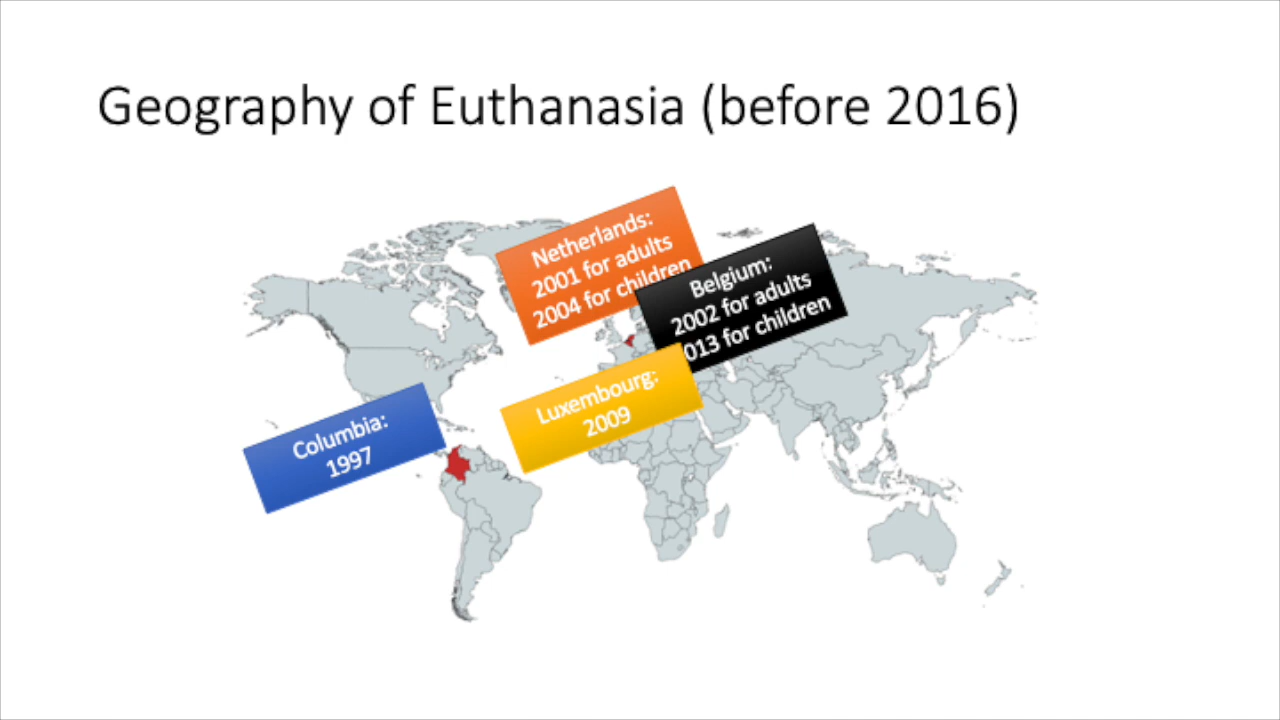 Geography of Euthanasia (before 2016)
Netherlands:
2001 for adults
2004 for children
Belgium:
2002 for adults
013 for children
Luxembourg:
2009
Columbia:
1997